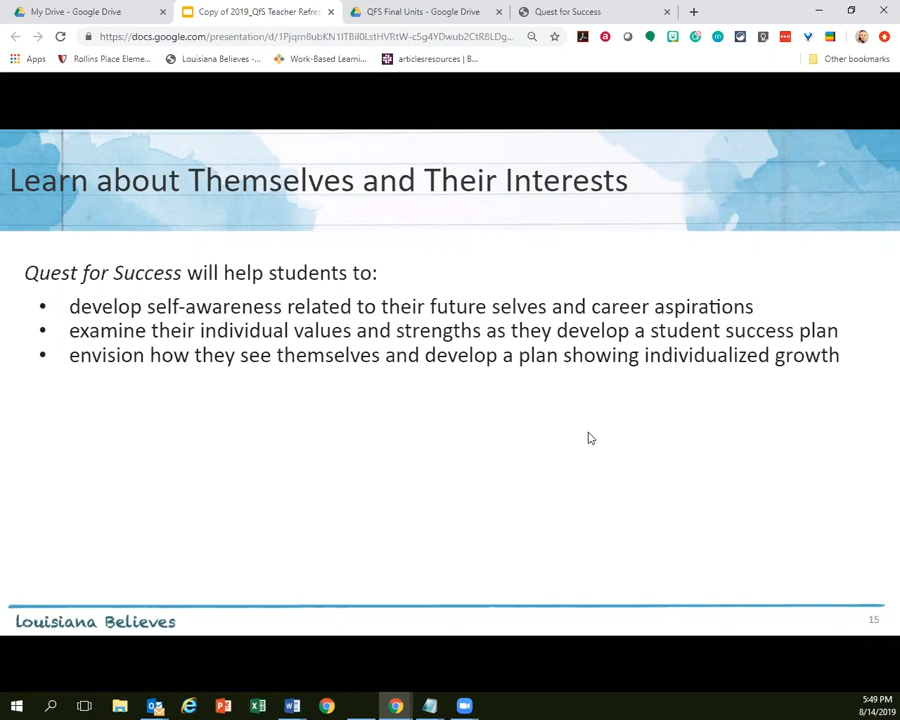 My Drive - Google Drive
Copy of 2019_QfS Teacher Refres
QFS Final Units - Google Drive
Quest for Success
https://docs.google.com/presentation/d/1Pjqrn8ubKN1ITBil0LstHVRtW-c5g4YDwub2CtR8LDg...
Apps
Rollins Place Eleme...
Louisiana Believes -...
Work-Based Learni...
articlesresources | B...
Other bookmarks
Learn about Themselves and Their Interests
Quest for Success will help students to:
• develop self-awareness related to their future selves and career aspirations
• examine their individual values and strengths as they develop a student success plan
• envision how they see themselves and develop a plan showing individualized growth
Louisiana Believes
15
5:49 PM
8/14/2019